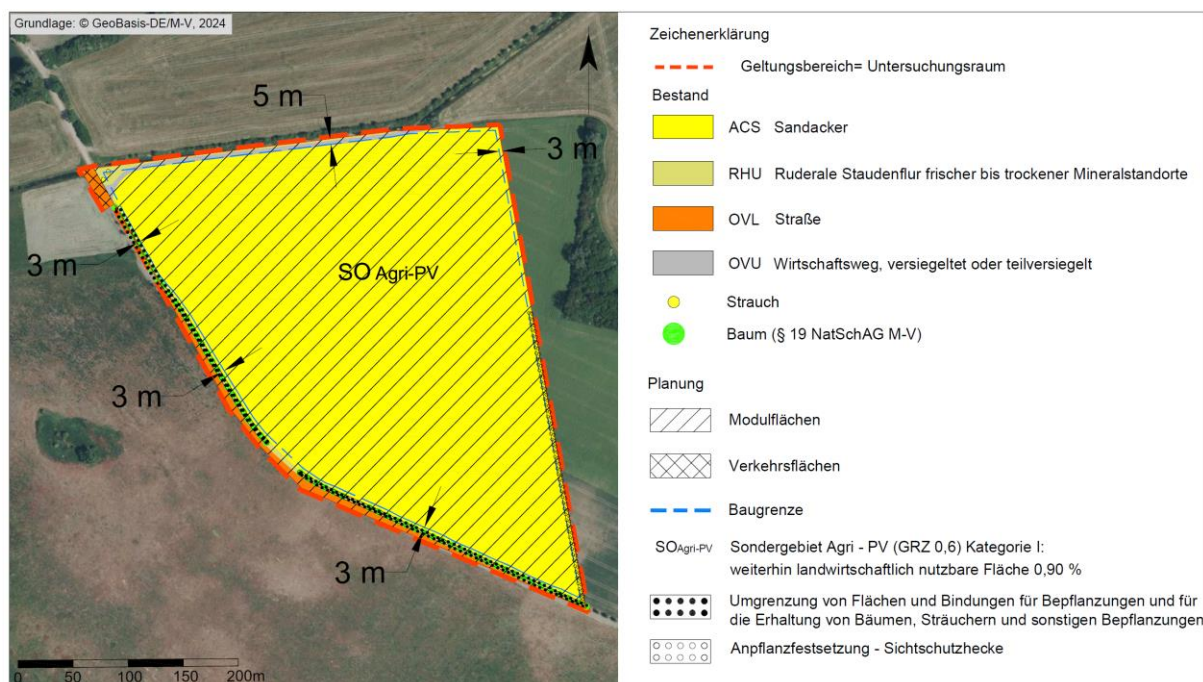 Grundlage: © GeoBasis-DE/M-V, 2024
5 m
3 m
3 m
SO Agri-PV
3 m
3 m
0 50 100 150 200m
Zeichenerklärung
Geltungsbereich= Untersuchungsraum
Bestand
ACS Sandacker
RHU Ruderale Staudenflur frischer bis trockener Mineralstandorte
OVL Straße
OVU Wirtschaftsweg, versiegeltet oder teilversiegelt
Strauch
Baum (§ 19 NatSchAG M-V)
Planung
Modulflächen
Verkehrsflächen
Baugrenze
SOAgri-PV Sondergebiet Agri - PV (GRZ 0,6) Kategorie I:
weiterhin landwirtschaftlich nutzbare Fläche 0,90 %
Umgrenzung von Flächen und Bindungen für Bepflanzungen und für
die Erhaltung von Bäumen, Sträuchern und sonstigen Bepflanzungen
Anpflanzfestsetzung - Sichtschutzhecke